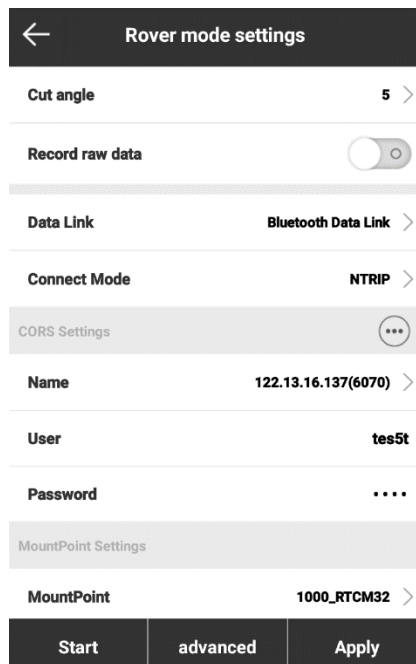 Rover mode settings
Cut angle 5
Record raw data
Data Link Bluetooth Data Link
Connect Mode NTRIP
CORS Settings
Name 122.13.16.137(6070)
User tes5t
Password ····
MountPoint Settings
MountPoint 1000_RTCM32
Start advanced Apply